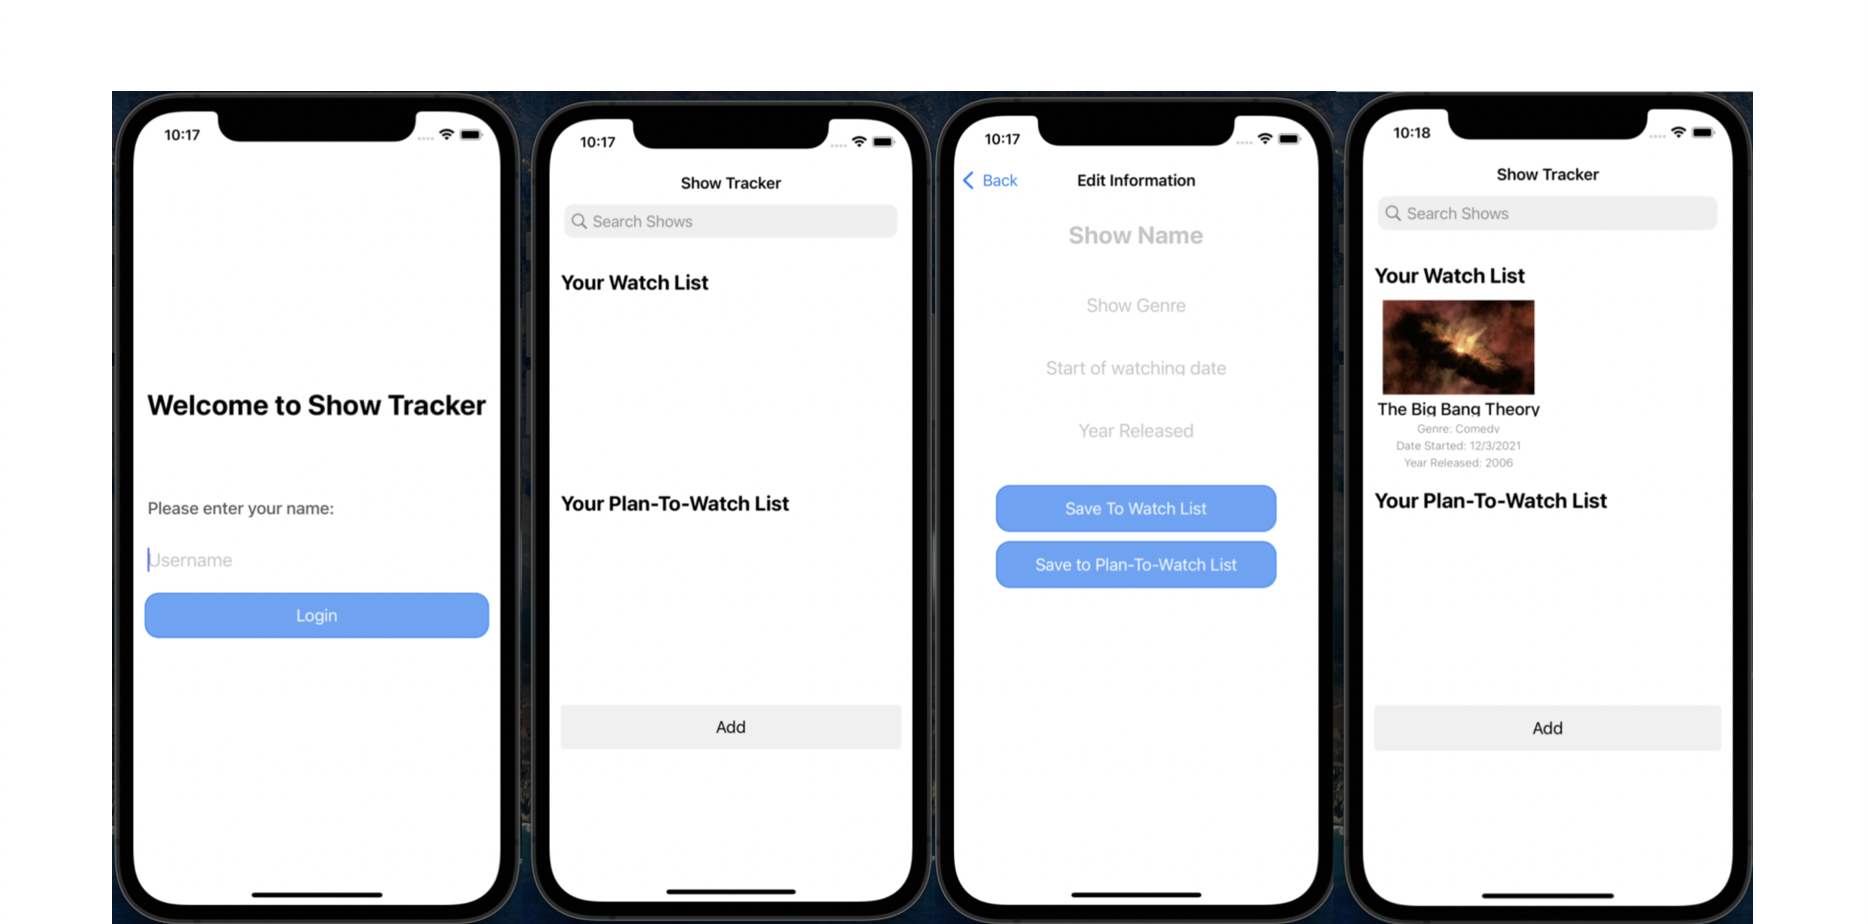 10:17
Welcome to Show Tracker
Please enter your name:
Username
Login
10:17
Show Tracker
Search Shows
Your Watch List
Your Plan-To-Watch List
Add
10:17
Back
Edit Information
Show Name
Show Genre
Start of watching date
Year Released
Save To Watch List
Save to Plan-To-Watch List
10:18
Show Tracker
Search Shows
Your Watch List
The Big Bang Theory
Genre: Comedy
Date Started: 12/3/2021
Year Released: 2006
Your Plan-To-Watch List
Add